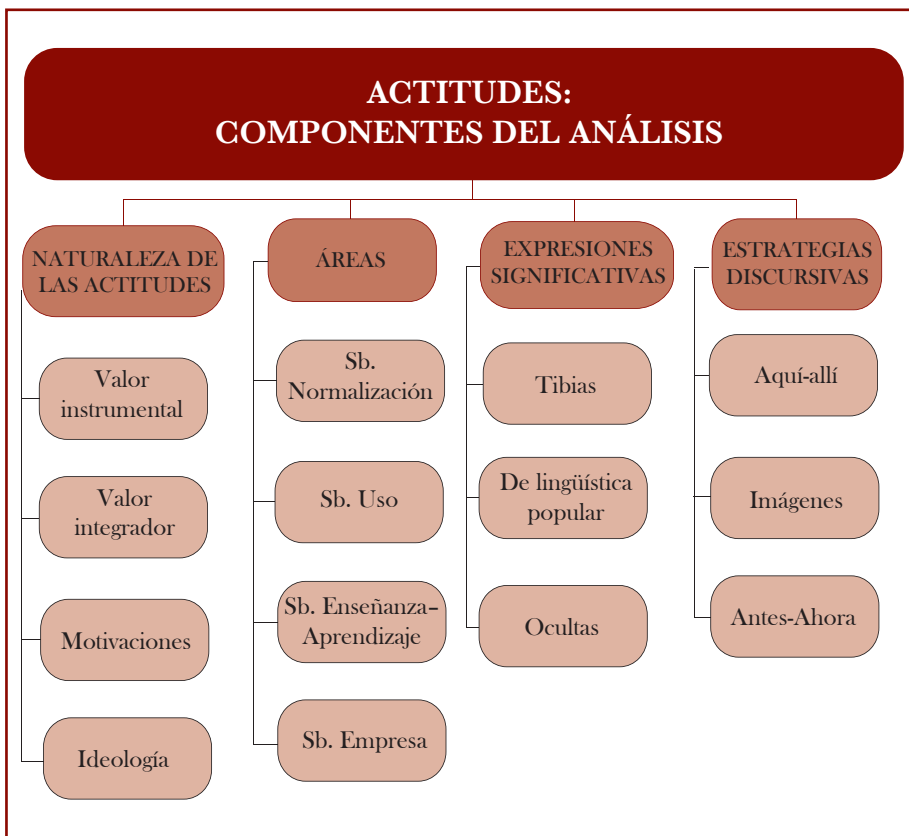 ACTITUDES:
COMPONENTES DEL ANÁLISIS
NATURALEZA DE
LAS ACTITUDES
Valor
instrumental
Valor
integrador
Motivaciones
Ideología
ÁREAS
Sb.
Normalización
Sb. Uso
Sb. Enseñanza–
Aprendizaje
Sb. Empresa
EXPRESIONES
SIGNIFICATIVAS
Tibias
De lingüística
popular
Ocultas
ESTRATEGIAS
DISCURSIVAS
Aquí-allí
Imágenes
Antes-Ahora